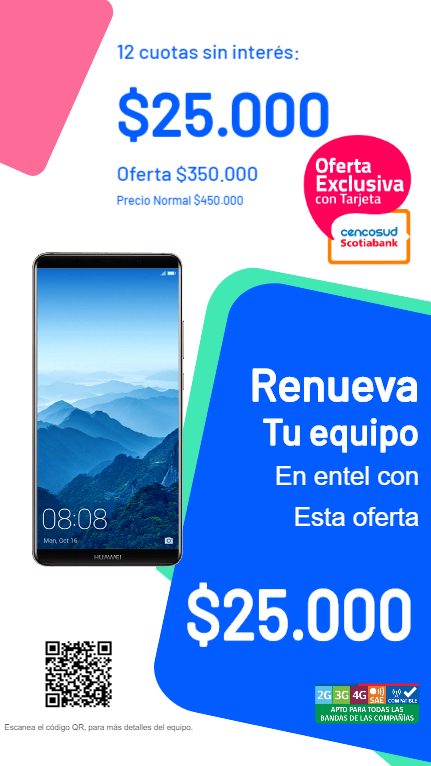 12 cuotas sin interés:
$25.000
Oferta $350.000
Precio Normal $450.000
Oferta
Exclusiva
con Tarjeta
cencosud
Scotiabank
Renueva
Tu equipo
En entel con
Esta oferta
08:08
Mon, Oct 16
HUAWEI
$25.000
2G 3G 4G SAE COMPATIBLE
APTO PARA TODAS LAS
BANDAS DE LAS COMPAÑÍAS
Escanea el código QR, para más detalles del equipo.